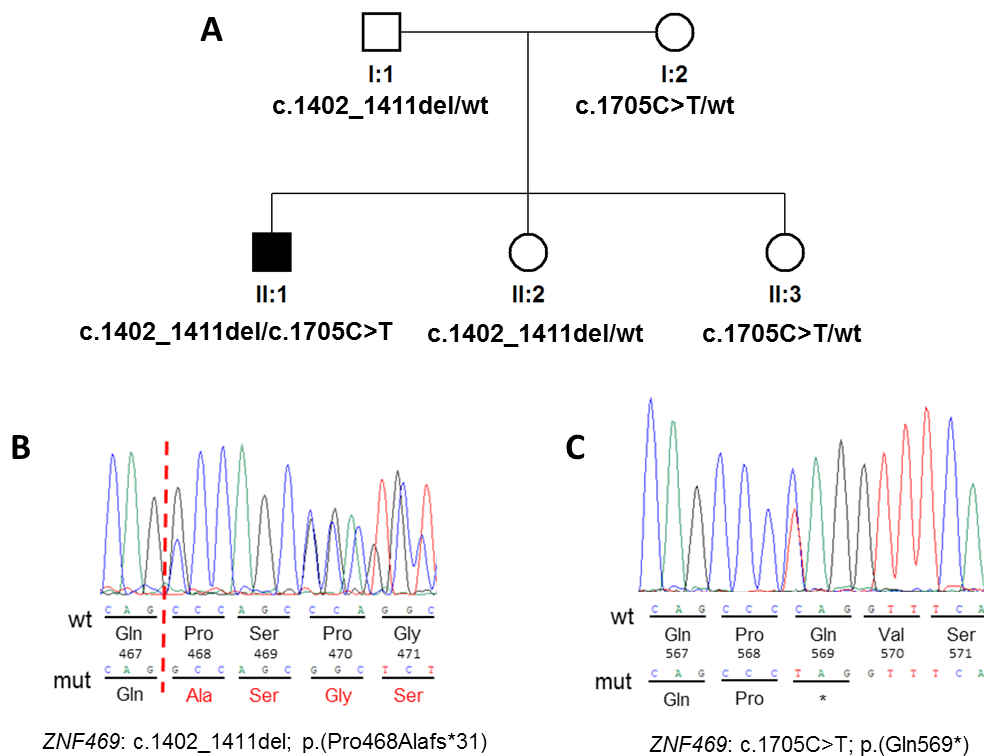 A
I:1
c.1402_1411del/wt
I:2
c.1705C>T/wt
II:1
c.1402_1411del/c.1705C>T
II:2
c.1402_1411del/wt
II:3
c.1705C>T/wt
B
wt C A G C C C A G C C C A G G C
Gln Pro Ser Pro Gly
467 468 469 470 471
mut C A G G C C A G C G G C T C T
Gln Ala Ser Gly Ser
ZNF469: c.1402_1411del; p.(Pro468Alafs*31)
C
wt C A G C C C C A G G T T T C A
Gln Pro Gln Val Ser
567 568 569 570 571
mut C A G C C C T A G G T T T C A
Gln Pro *
ZNF469: c.1705C>T; p.(Gln569*)